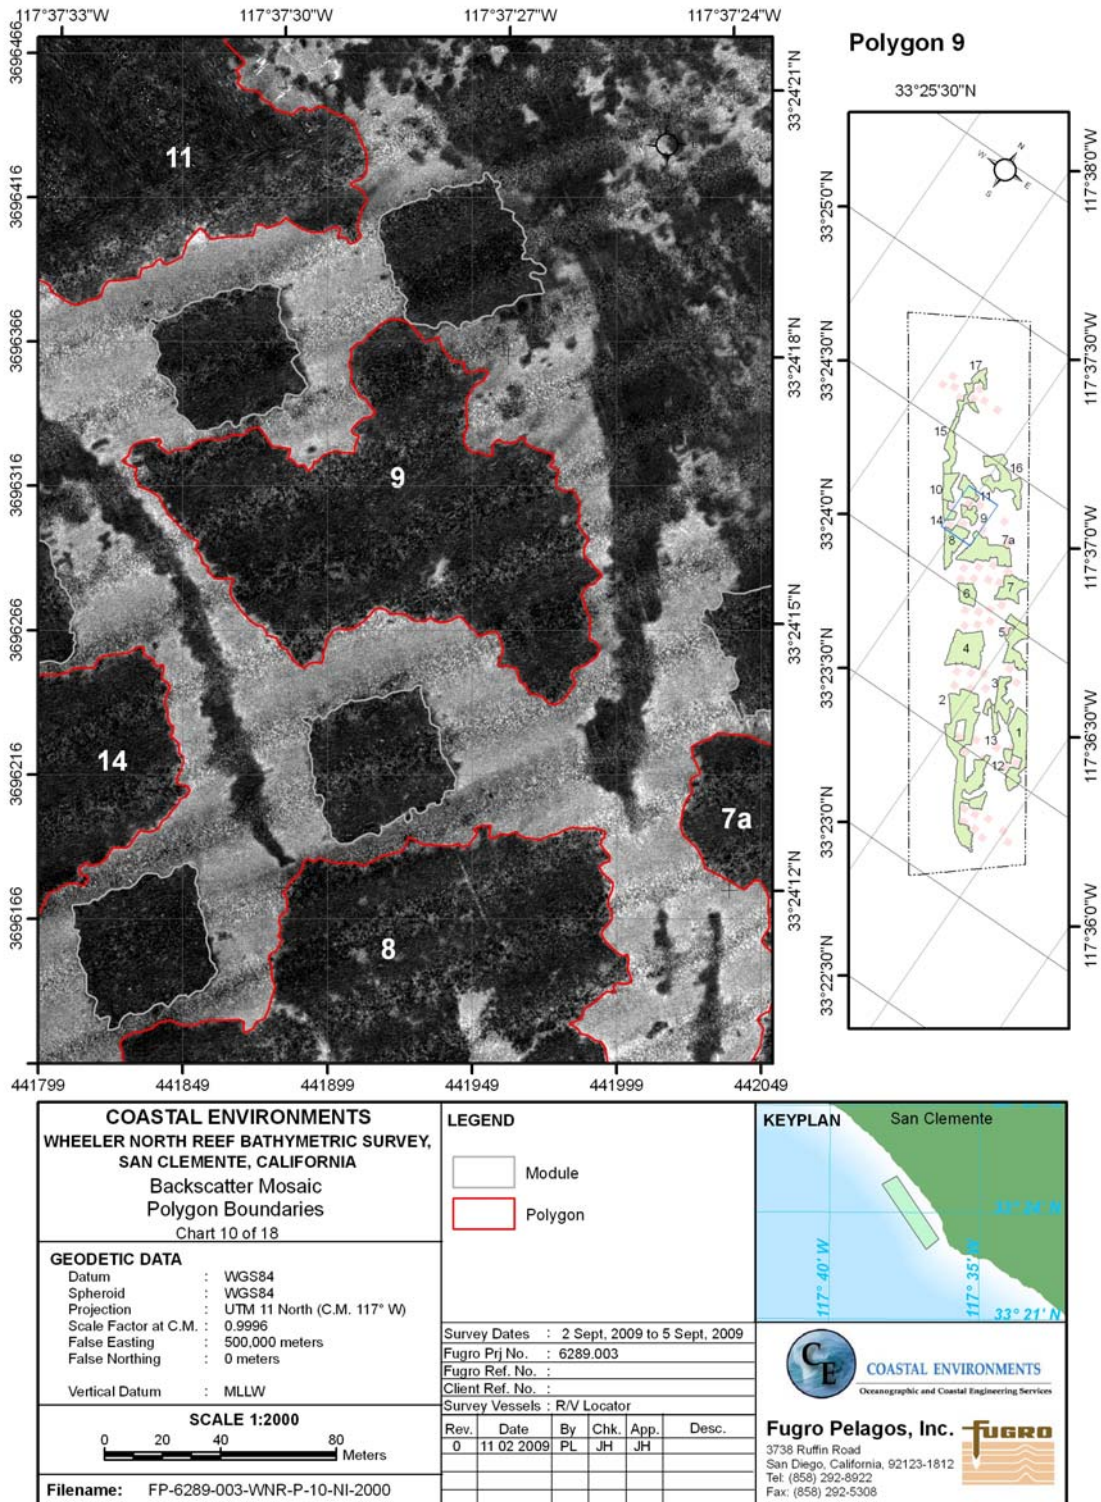 117°37'33"W 117°37'30"W 117°37'27"W 117°37'24"W
Polygon 9
33°25'30"N
3696466
3696416
3696366
3696316
3696266
3696216
3696166
33°24'21"N
33°24'18"N
33°24'15"N
33°24'12"N
11
9
14
7a
8
441799 441849 441899 441949 441999 442049
33°25'0"N
33°24'30"N
33°24'0"N
33°23'30"N
33°23'0"N
33°22'30"N
117°38'0"W
117°37'30"W
117°37'0"W
117°36'30"W
117°36'0"W
N
W
E
S
17
15
16
10
11
14
9
8
7a
6
7
5
4
3
2
13
1
12
COASTAL ENVIRONMENTS
WHEELER NORTH REEF BATHYMETRIC SURVEY,
SAN CLEMENTE, CALIFORNIA
Backscatter Mosaic
Polygon Boundaries
Chart 10 of 18
GEODETIC DATA
Datum : WGS84
Spheroid : WGS84
Projection : UTM 11 North (C.M. 117° W)
Scale Factor at C.M. : 0.9996
False Easting : 500,000 meters
False Northing : 0 meters
Vertical Datum : MLLW
SCALE 1:2000
0 20 40 80
Meters
Filename: FP-6289-003-WNR-P-10-NI-2000
LEGEND
Module
Polygon
Survey Dates : 2 Sept, 2009 to 5 Sept, 2009
Fugro Prj No. : 6289.003
Fugro Ref. No. :
Client Ref. No. :
Survey Vessels : R/V Locator
Rev. Date By Chk. App. Desc.
0 11 02 2009 PL JH JH
KEYPLAN
San Clemente
33° 24' N
117° 40' W
117° 35' W
33° 21' N
CE
COASTAL ENVIRONMENTS
Oceanographic and Coastal Engineering Services
Fugro Pelagos, Inc.
3738 Ruffin Road
San Diego, California, 92123-1812
Tel: (858) 292-8922
Fax: (858) 292-5308
FUGRO